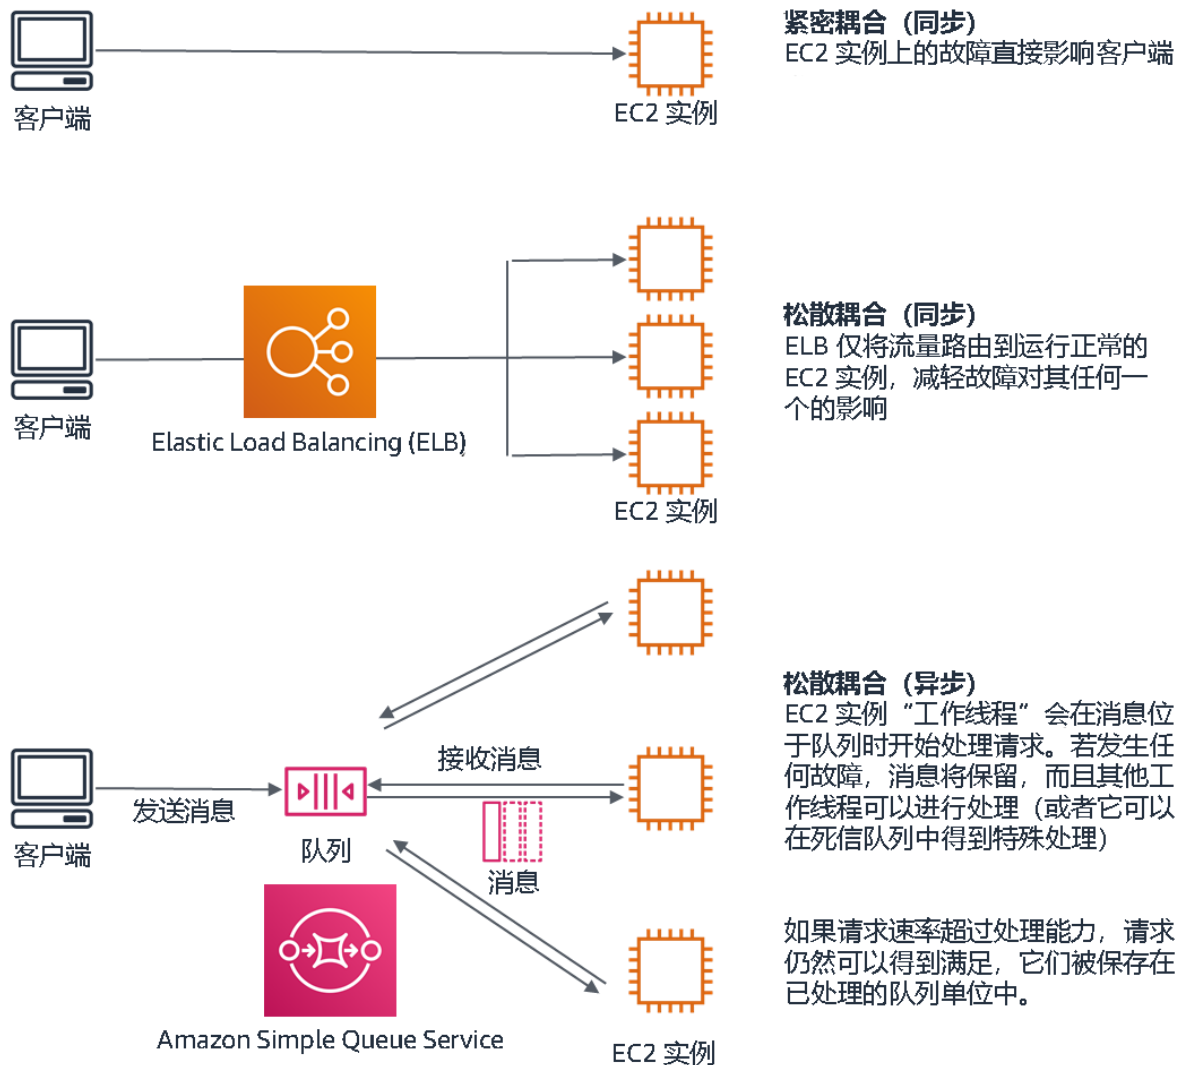 紧密耦合（同步）
EC2 实例上的故障直接影响客户端
客户端
EC2 实例
松散耦合（同步）
ELB 仅将流量路由到运行正常的
EC2 实例，减轻故障对其任何一
个的影响
客户端
Elastic Load Balancing (ELB)
EC2 实例
松散耦合（异步）
EC2 实例“工作线程”会在消息位
于队列时开始处理请求。若发生任
何故障，消息将保留，而且其他工
作线程可以进行处理（或者它可以
在死信队列中得到特殊处理）
接收消息
发送消息
客户端
队列
消息
如果请求速率超过处理能力，请求
仍然可以得到满足，它们被保存在
已处理的队列单位中。
Amazon Simple Queue Service
EC2 实例